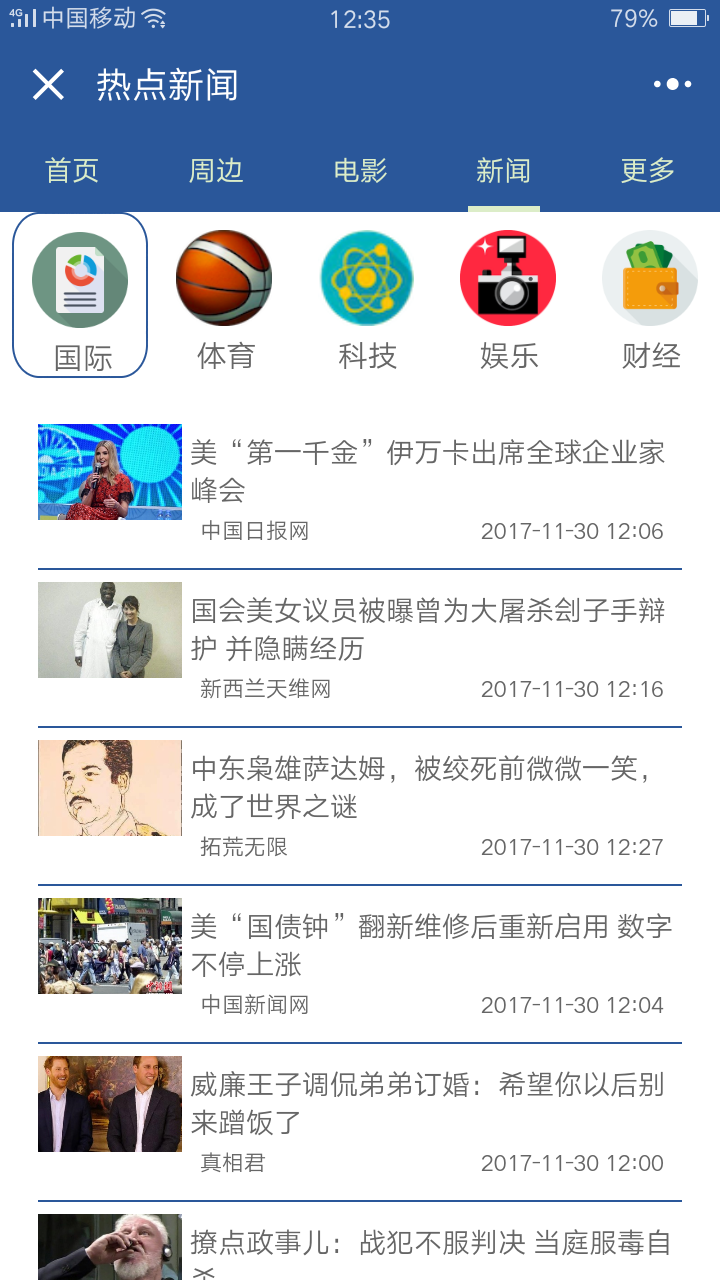 4G 中国移动 12:35 79%
热点新闻
首页 周边 电影 新闻 更多
国际 体育 科技 娱乐 财经
美“第一千金”伊万卡出席全球企业家
峰会
中国日报网 2017-11-30 12:06
国会美女议员被曝曾为大屠杀刽子手辩
护 并隐瞒经历
新西兰天维网 2017-11-30 12:16
中东枭雄萨达姆，被绞死前微微一笑，
成了世界之谜
拓荒无限 2017-11-30 12:27
美“国债钟”翻新维修后重新启用 数字
不停上涨
中国新闻网 2017-11-30 12:04
威廉王子调侃弟弟订婚：希望你以后别
来蹭饭了
真相君 2017-11-30 12:00
撩点政事儿：战犯不服判决 当庭服毒自